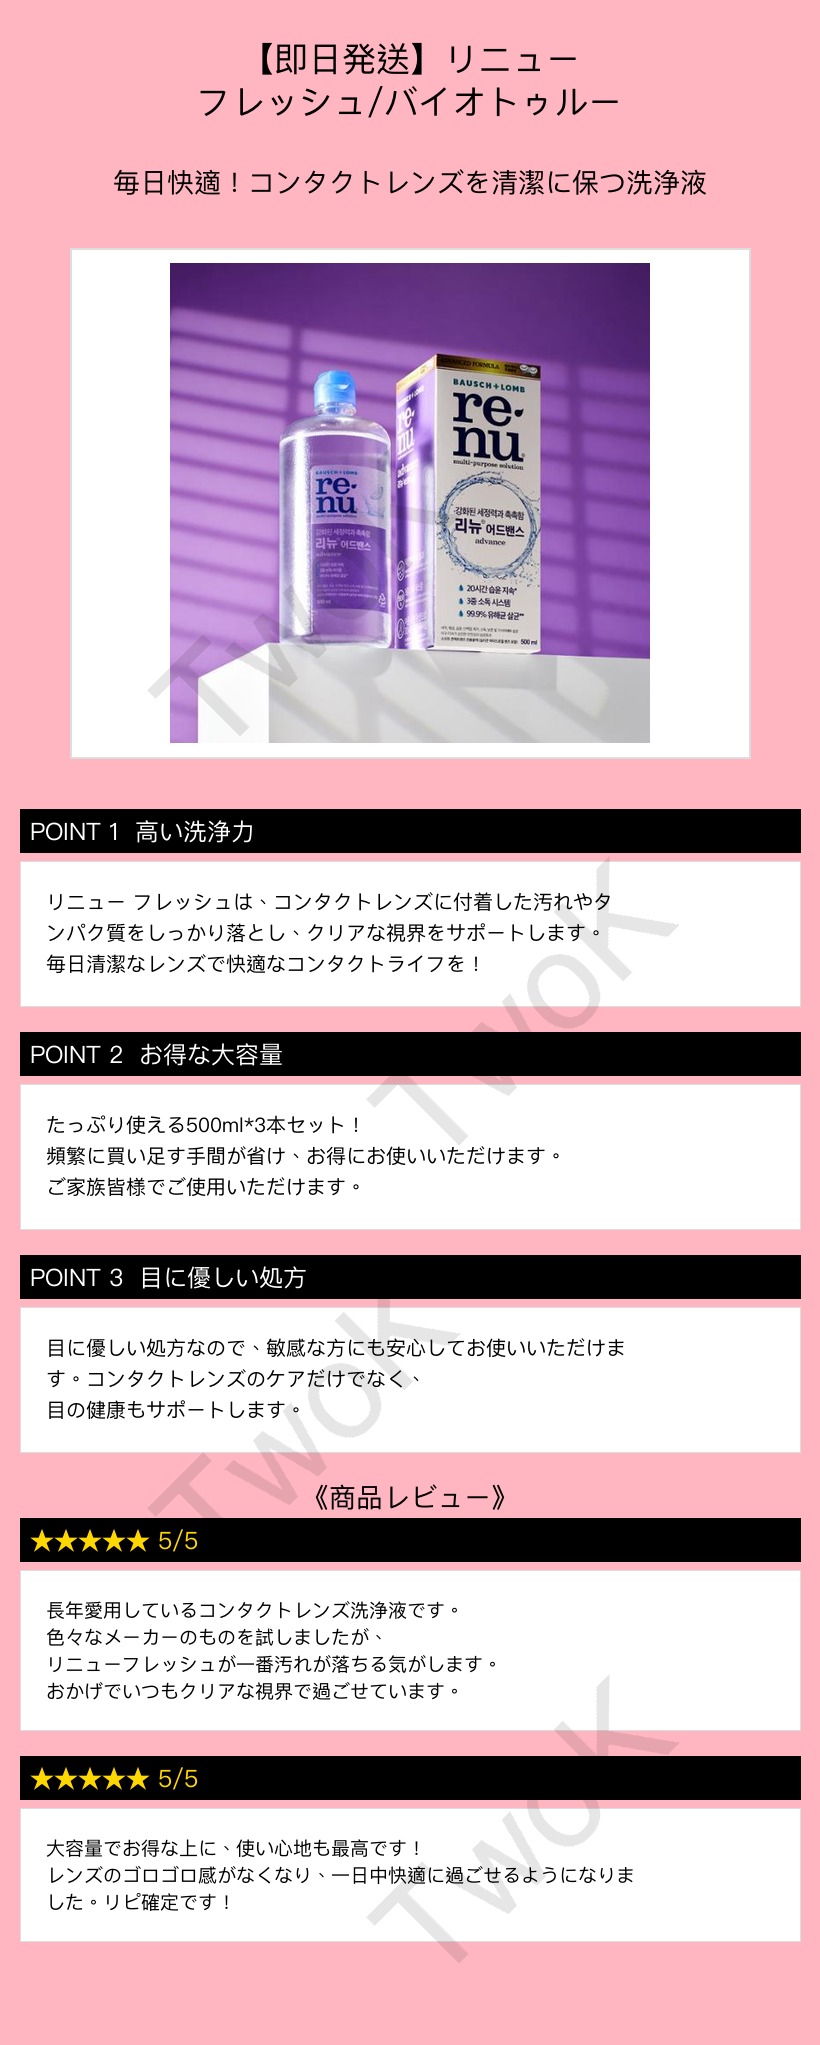 【即日発送】リニュー
フレッシュ/バイオトゥルー
毎日快適！コンタクトレンズを清潔に保つ洗浄液
ADVANCED FORMULA
BAUSCH+LOMB
re
nu
multi-purpose solution
강화된 세정력과 촉촉함
리뉴® 어드밴스
advance
20시간 습윤 지속*
3중 소독 시스템
99.9% 유해균 살균**
500 ml
re
nu
BAUSCH+LOMB
re
nu
강화된 세정력과 촉촉함
리뉴® 어드밴스
advance
TwoK
POINT 1 高い洗浄力
リニュー フレッシュは、コンタクトレンズに付着した汚れやタ
ンパク質をしっかり落とし、クリアな視界をサポートします。
毎日清潔なレンズで快適なコンタクトライフを！
TwoK
POINT 2 お得な大容量
たっぷり使える500ml*3本セット！
頻繁に買い足す手間が省け、お得にお使いいただけます。
ご家族皆様でご使用いただけます。
POINT 3 目に優しい処方
目に優しい処方なので、敏感な方にも安心してお使いいただけま
す。コンタクトレンズのケアだけでなく、
目の健康もサポートします。
TwoK
《商品レビュー》
★★★★★ 5/5
長年愛用しているコンタクトレンズ洗浄液です。
色々なメーカーのものを試しましたが、
リニューフレッシュが一番汚れが落ちる気がします。
おかげでいつもクリアな視界で過ごせています。
★★★★★ 5/5
大容量でお得な上に、使い心地も最高です！
レンズのゴロゴロ感がなくなり、一日中快適に過ごせるようになりま
した。リピ確定です！
TwoK